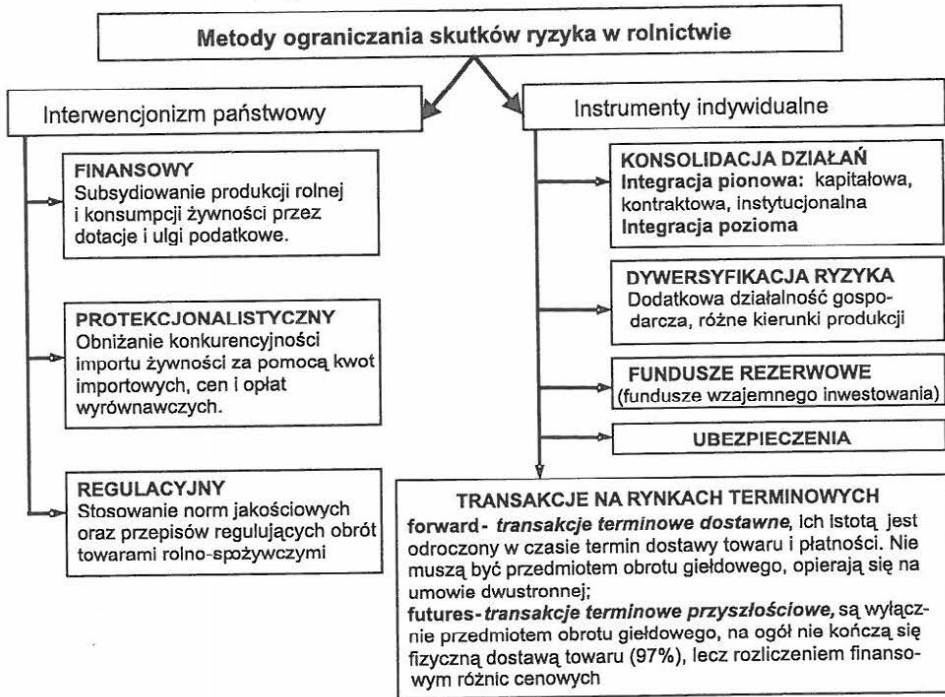 Metody ograniczania skutków ryzyka w rolnictwie
Interwencjonizm państwowy
FINANSOWY
Subsydiowanie produkcji rolnej
i konsumpcji żywności przez
dotacje i ulgi podatkowe.
PROTEKCJONALISTYCZNY
Obniżanie konkurencyjności
importu żywności za pomocą kwot
importowych, cen i opłat
wyrównawczych.
REGULACYJNY
Stosowanie norm jakościowych
oraz przepisów regulujących obrót
towarami rolno-spożywczymi
Instrumenty indywidualne
KONSOLIDACJA DZIAŁAŃ
Integracja pionowa: kapitałowa,
kontraktowa, instytucjonalna
Integracja pozioma
DYWERSYFIKACJA RYZYKA
Dodatkowa działalność gospo-
darcza, różne kierunki produkcji
FUNDUSZE REZERWOWE
(fundusze wzajemnego inwestowania)
UBEZPIECZENIA
TRANSAKCJE NA RYNKACH TERMINOWYCH
forward - transakcje terminowe dostawne, ich istotą jest
odroczony w czasie termin dostawy towaru i płatności. Nie
muszą być przedmiotem obrotu giełdowego, opierają się na
umowie dwustronnej;
futures - transakcje terminowe przyszłościowe, są wyłącz-
nie przedmiotem obrotu giełdowego, na ogół nie kończą się
fizyczną dostawą towaru (97%), lecz rozliczeniem finanso-
wym różnic cenowych